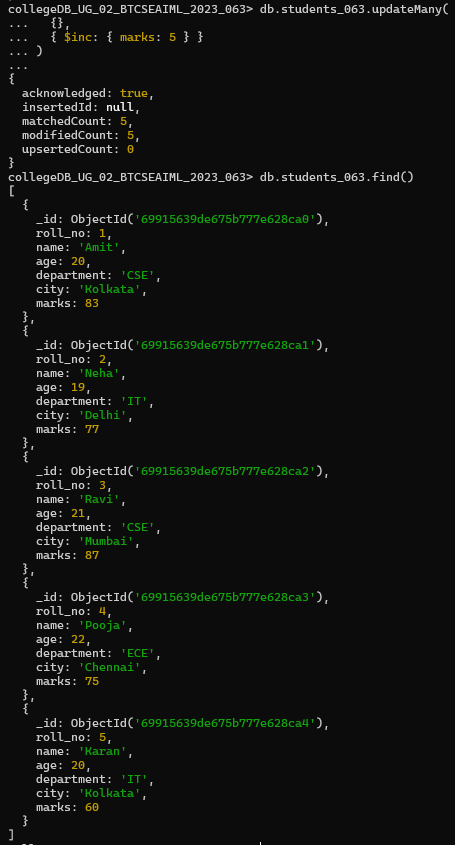 collegeDB_UG_02_BTCSEAIML_2023_063> db.students_063.updateMany(
...   {},
...   { $inc: { marks: 5 } }
... )
...
{
  acknowledged: true,
  insertedId: null,
  matchedCount: 5,
  modifiedCount: 5,
  upsertedCount: 0
}
collegeDB_UG_02_BTCSEAIML_2023_063> db.students_063.find()
[
  {
    _id: ObjectId('69915639de675b777e628ca0'),
    roll_no: 1,
    name: 'Amit',
    age: 20,
    department: 'CSE',
    city: 'Kolkata',
    marks: 83
  },
  {
    _id: ObjectId('69915639de675b777e628ca1'),
    roll_no: 2,
    name: 'Neha',
    age: 19,
    department: 'IT',
    city: 'Delhi',
    marks: 77
  },
  {
    _id: ObjectId('69915639de675b777e628ca2'),
    roll_no: 3,
    name: 'Ravi',
    age: 21,
    department: 'CSE',
    city: 'Mumbai',
    marks: 87
  },
  {
    _id: ObjectId('69915639de675b777e628ca3'),
    roll_no: 4,
    name: 'Pooja',
    age: 22,
    department: 'ECE',
    city: 'Chennai',
    marks: 75
  },
  {
    _id: ObjectId('69915639de675b777e628ca4'),
    roll_no: 5,
    name: 'Karan',
    age: 20,
    department: 'IT',
    city: 'Kolkata',
    marks: 60
  }
]